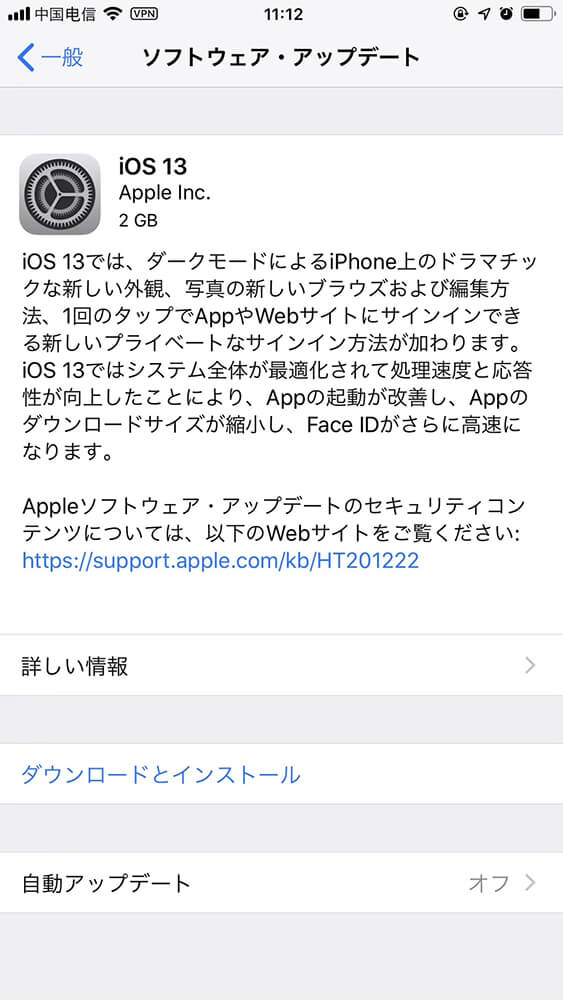 中国电信 VPN 11:12
一般 ソフトウェア・アップデート
iOS 13
Apple Inc.
2 GB
iOS 13では、ダークモードによるiPhone上のドラマチッ
クな新しい外観、写真の新しいブラウズおよび編集方
法、1回のタップでAppやWebサイトにサインインでき
る新しいプライベートなサインイン方法が加わります。
iOS 13ではシステム全体が最適化されて処理速度と応答
性が向上したことにより、Appの起動が改善し、Appの
ダウンロードサイズが縮小し、Face IDがさらに高速に
なります。
Appleソフトウェア・アップデートのセキュリティコン
テンツについては、以下のWebサイトをご覧ください:
https://support.apple.com/kb/HT201222
詳しい情報
ダウンロードとインストール
自動アップデート オフ